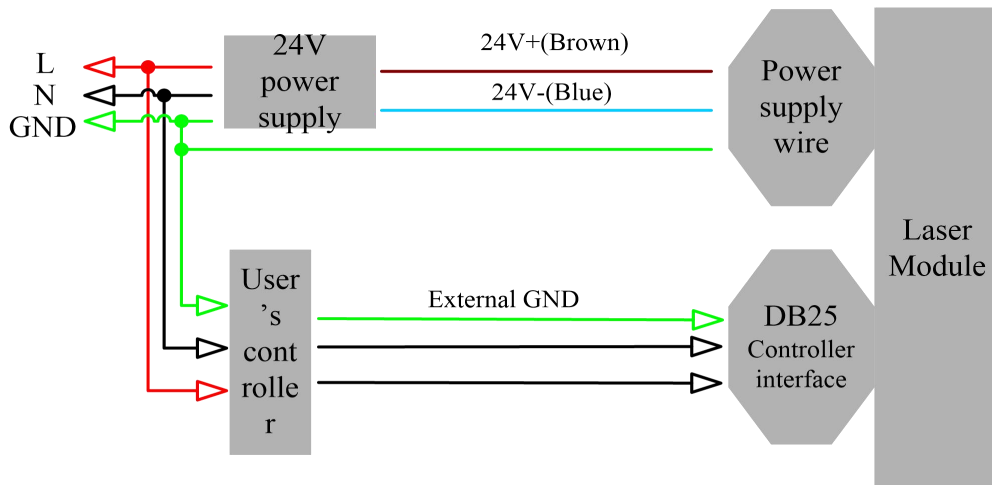 L
N
GND
24V
power
supply
24V+(Brown)
24V-(Blue)
Power
supply
wire
Laser
Module
User
’s
cont
rolle
r
External GND
DB25
Controller
interface